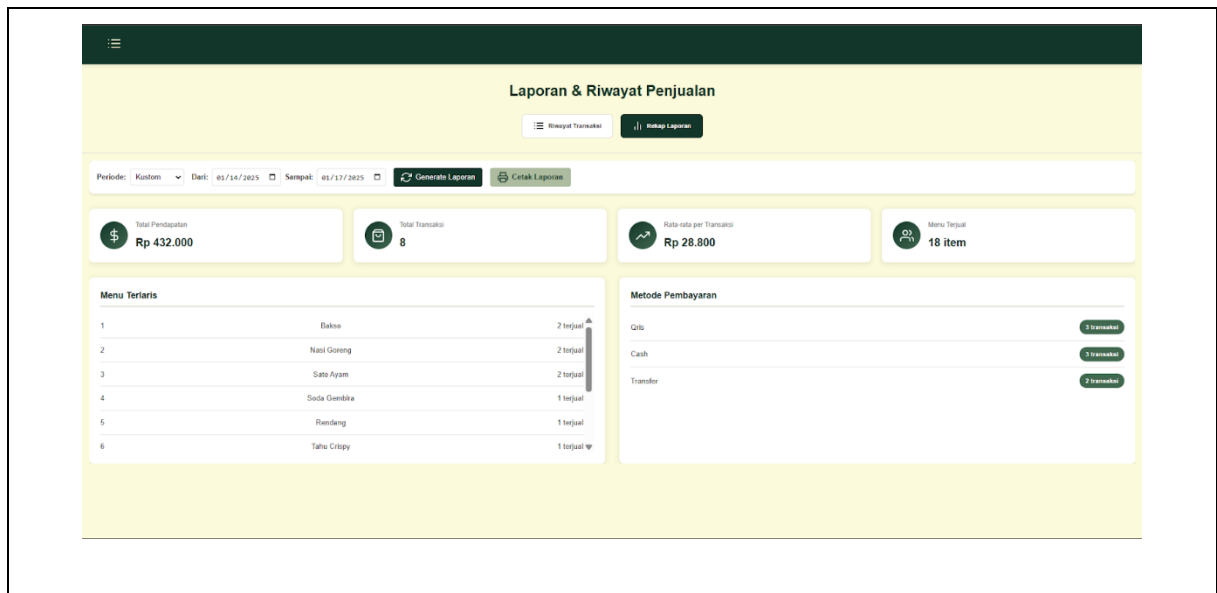 Laporan & Riwayat Penjualan
Riwayat Transaksi
Rekap Laporan
Periode: Kustom Dari: 01/14/2025 Sampai: 01/17/2025 Generate Laporan Cetak Laporan
Total Pendapatan
Rp 432.000
Total Transaksi
8
Rata-rata per Transaksi
Rp 28.800
Menu Terjual
18 item
Menu Terlaris
1 Bakso 2 terjual
2 Nasi Goreng 2 terjual
3 Sate Ayam 2 terjual
4 Soda Gembira 1 terjual
5 Rendang 1 terjual
6 Tahu Crispy 1 terjual
Metode Pembayaran
Qris 3 transaksi
Cash 3 transaksi
Transfer 2 transaksi